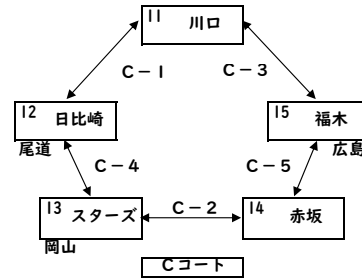 11 川口
C-1
C-3
12 日比崎
15 福木
尾道
広島
C-4
C-5
13 スターズ
C-2
14 赤坂
岡山
Cコート